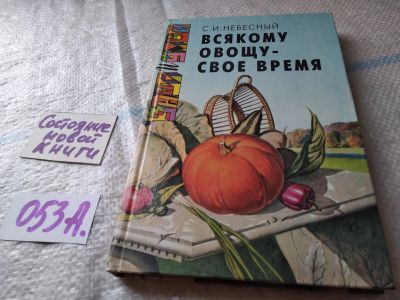 С.И.НЕБЕСНЫЙ
ВСЯКОМУ
ОВОЩУ-
СВОЕ ВРЕМЯ
Состояние
новой
книги
053А.